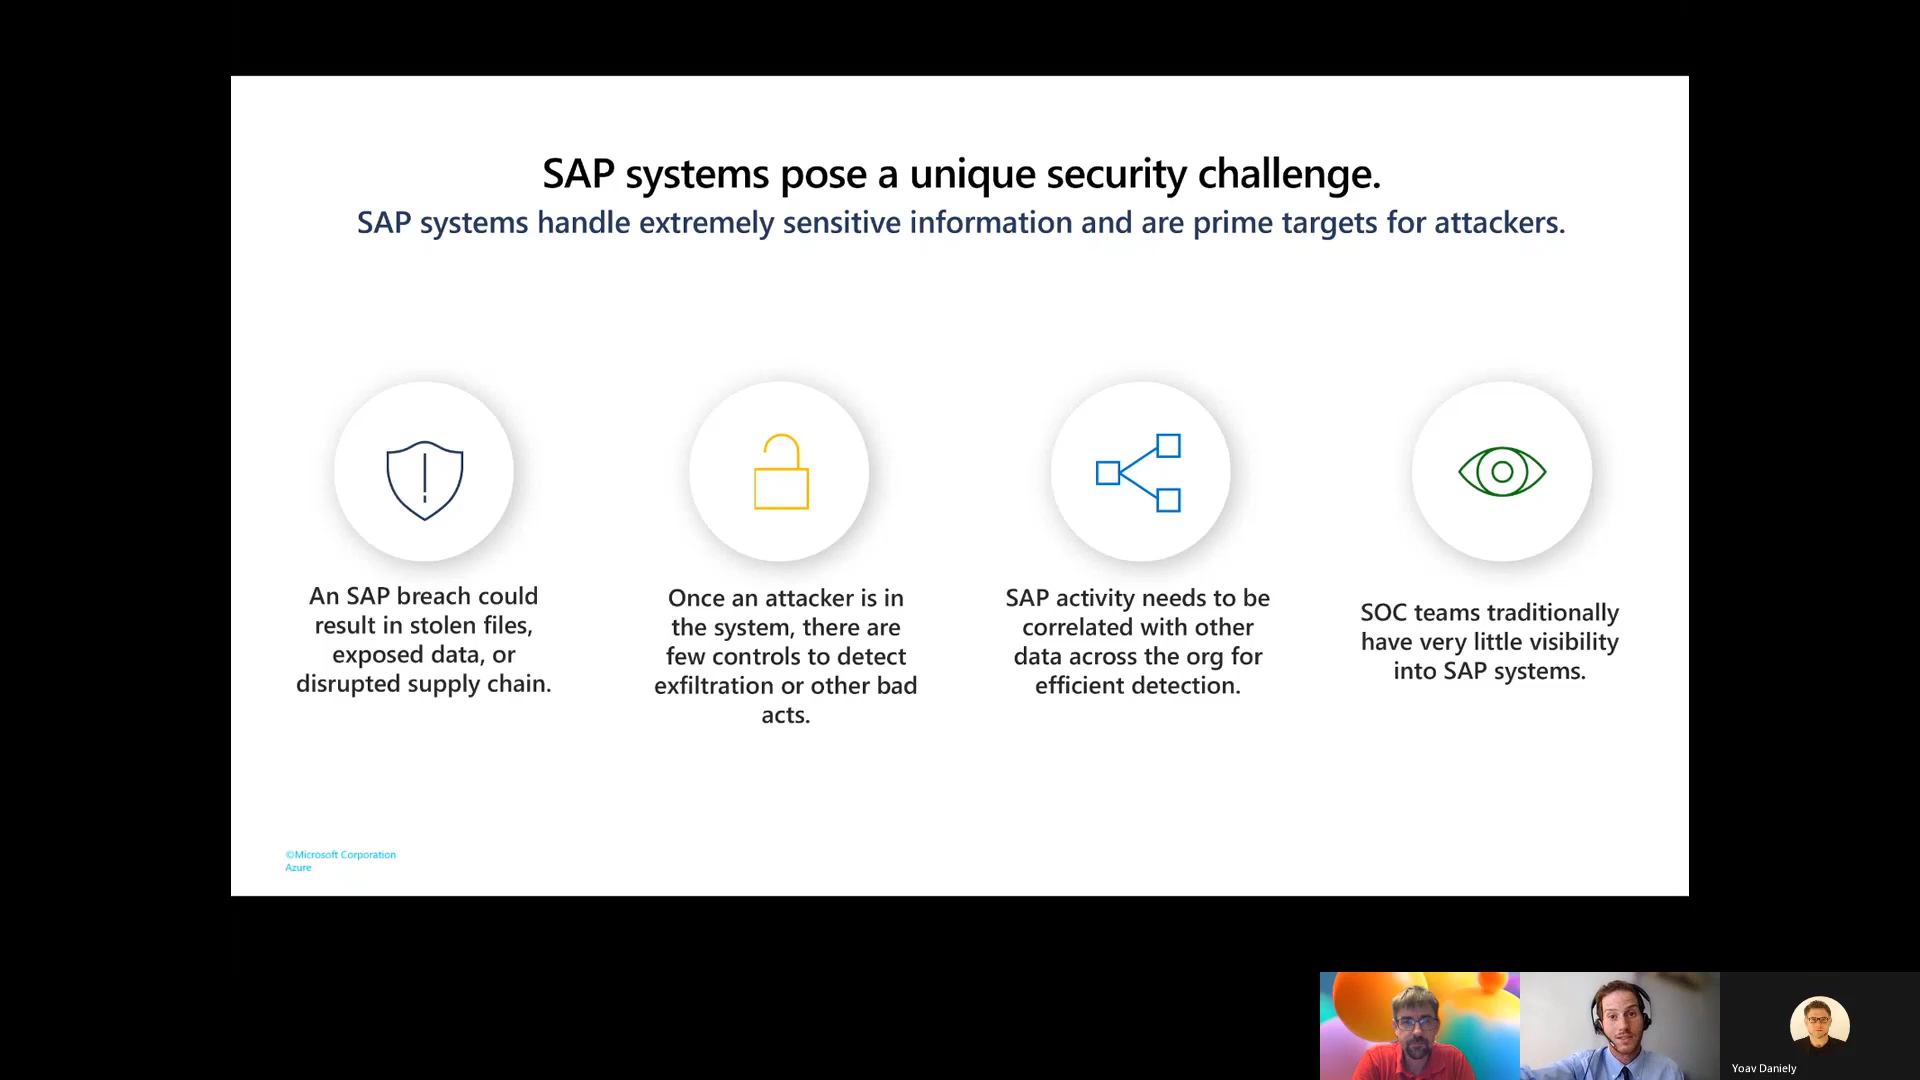 SAP systems pose a unique security challenge.
SAP systems handle extremely sensitive information and are prime targets for attackers.
An SAP breach could
result in stolen files,
exposed data, or
disrupted supply chain.
Once an attacker is in
the system, there are
few controls to detect
exfiltration or other bad
acts.
SAP activity needs to be
correlated with other
data across the org for
efficient detection.
SOC teams traditionally
have very little visibility
into SAP systems.
©Microsoft Corporation
Azure
Yoav Daniely